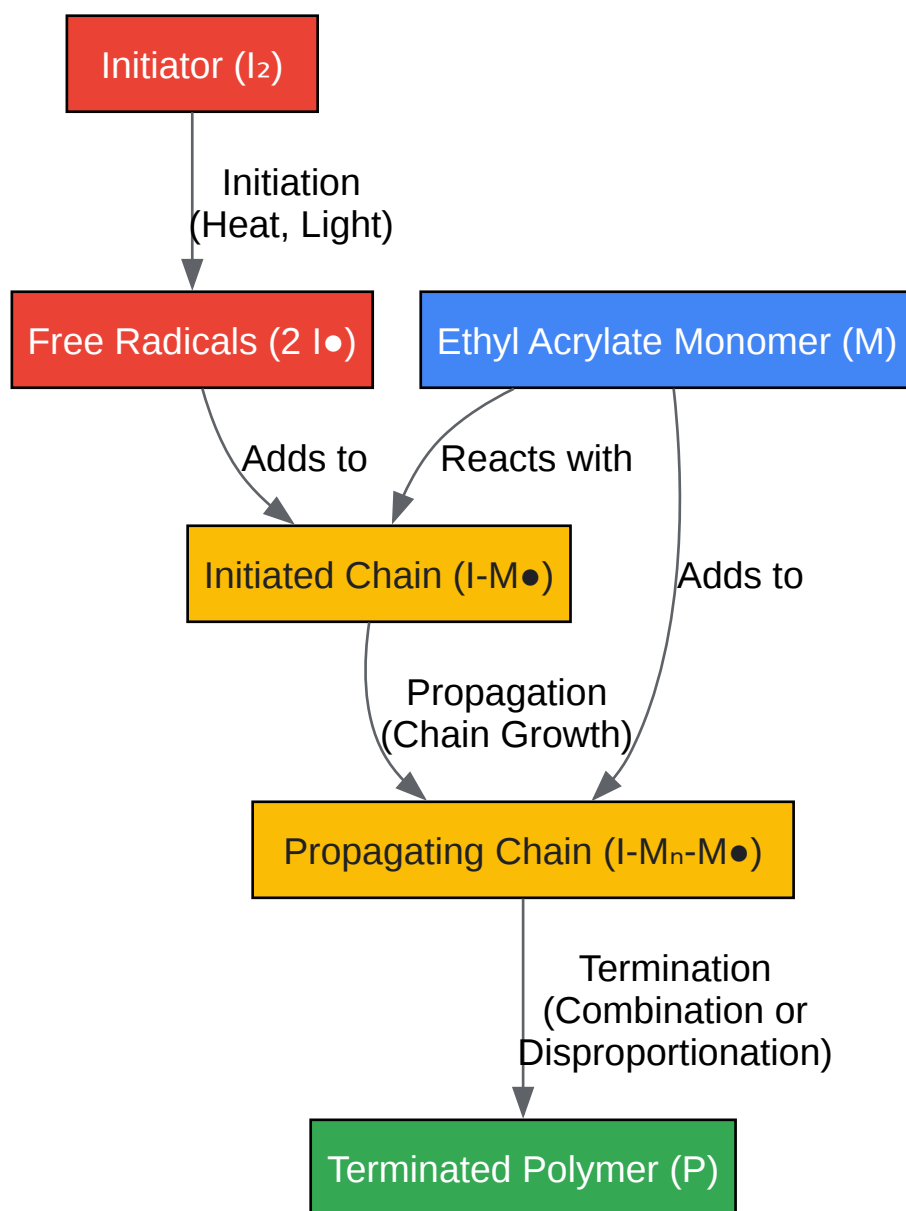 Initiator (I₂)
Initiation
(Heat, Light)
Free Radicals (2 I●)
Ethyl Acrylate Monomer (M)
Adds to
Reacts with
Initiated Chain (I-M●)
Adds to
Propagation
(Chain Growth)
Propagating Chain (I-Mₙ-M●)
Termination
(Combination or
Disproportionation)
Terminated Polymer (P)